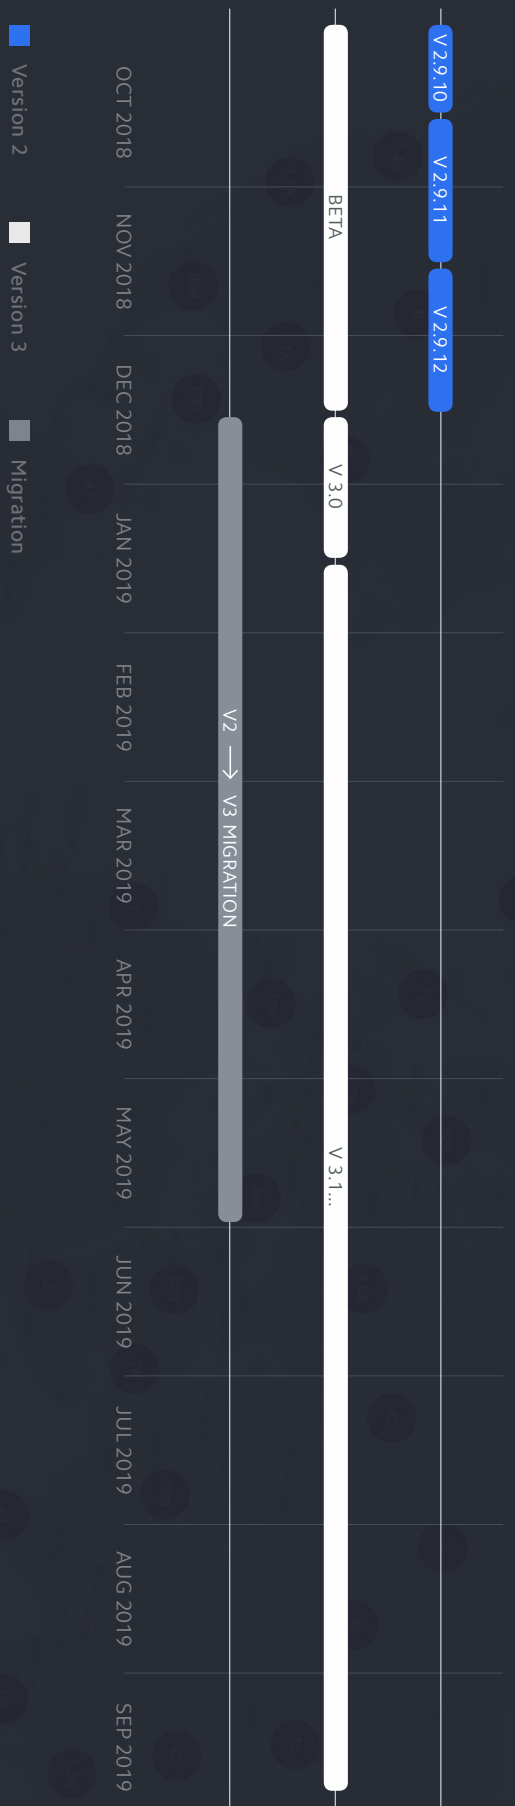 V 2.9.10
V 2.9.11
V 2.9.12
BETA
V 3.0
V 3.1...
V2 → V3 MIGRATION
OCT 2018
NOV 2018
DEC 2018
JAN 2019
FEB 2019
MAR 2019
APR 2019
MAY 2019
JUN 2019
JUL 2019
AUG 2019
SEP 2019
Version 2
Version 3
Migration